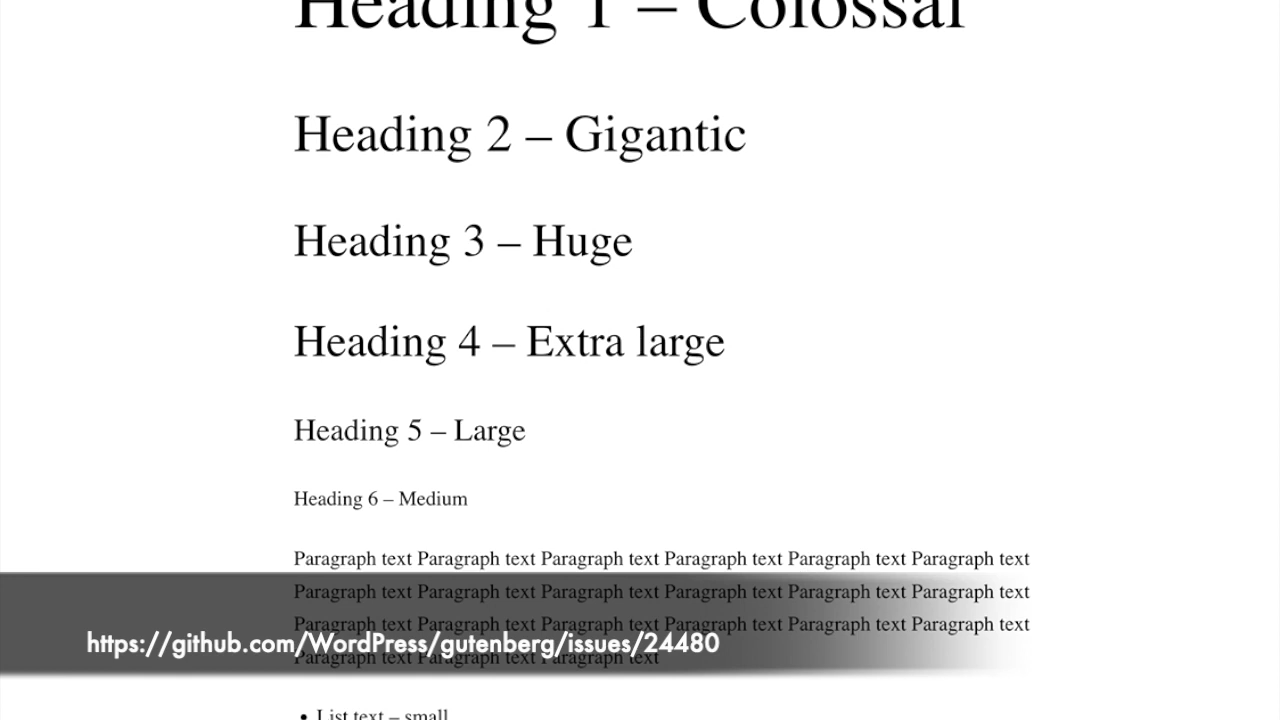 Heading 1 – Colossal
Heading 2 – Gigantic
Heading 3 – Huge
Heading 4 – Extra large
Heading 5 – Large
Heading 6 – Medium
Paragraph text Paragraph text Paragraph text Paragraph text Paragraph text Paragraph text
Paragraph text Paragraph text Paragraph text Paragraph text Paragraph text Paragraph text
Paragraph text Paragraph text Paragraph text Paragraph text Paragraph text Paragraph text
https://github.com/WordPress/gutenberg/issues/24480
Paragraph text Paragraph text Paragraph text
• List text – small